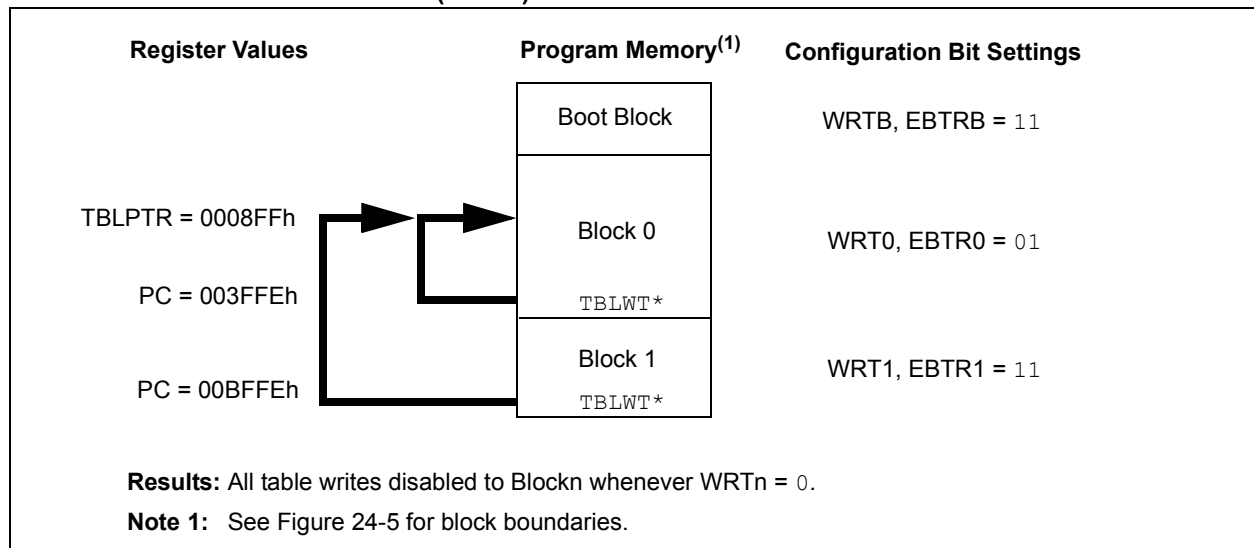 Register Values Program Memory(1) Configuration Bit Settings
Boot Block WRTB, EBTRB = 11
TBLPTR = 0008FFh
Block 0 WRT0, EBTR0 = 01
PC = 003FFEh TBLWT*
Block 1 WRT1, EBTR1 = 11
PC = 00BFFEh TBLWT*
Results: All table writes disabled to Blockn whenever WRTn = 0.
Note 1: See Figure 24-5 for block boundaries.